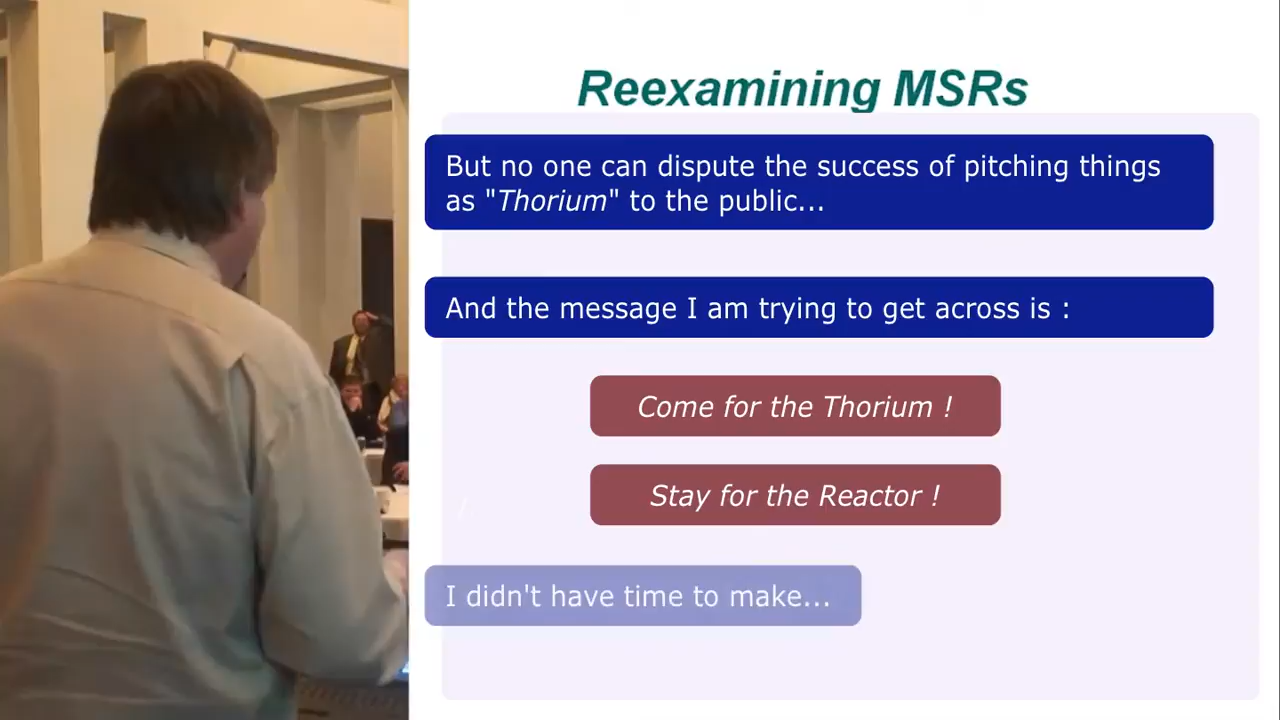 Reexamining MSRs
But no one can dispute the success of pitching things
as "Thorium" to the public...
And the message I am trying to get across is :
Come for the Thorium !
Stay for the Reactor !
I didn't have time to make...